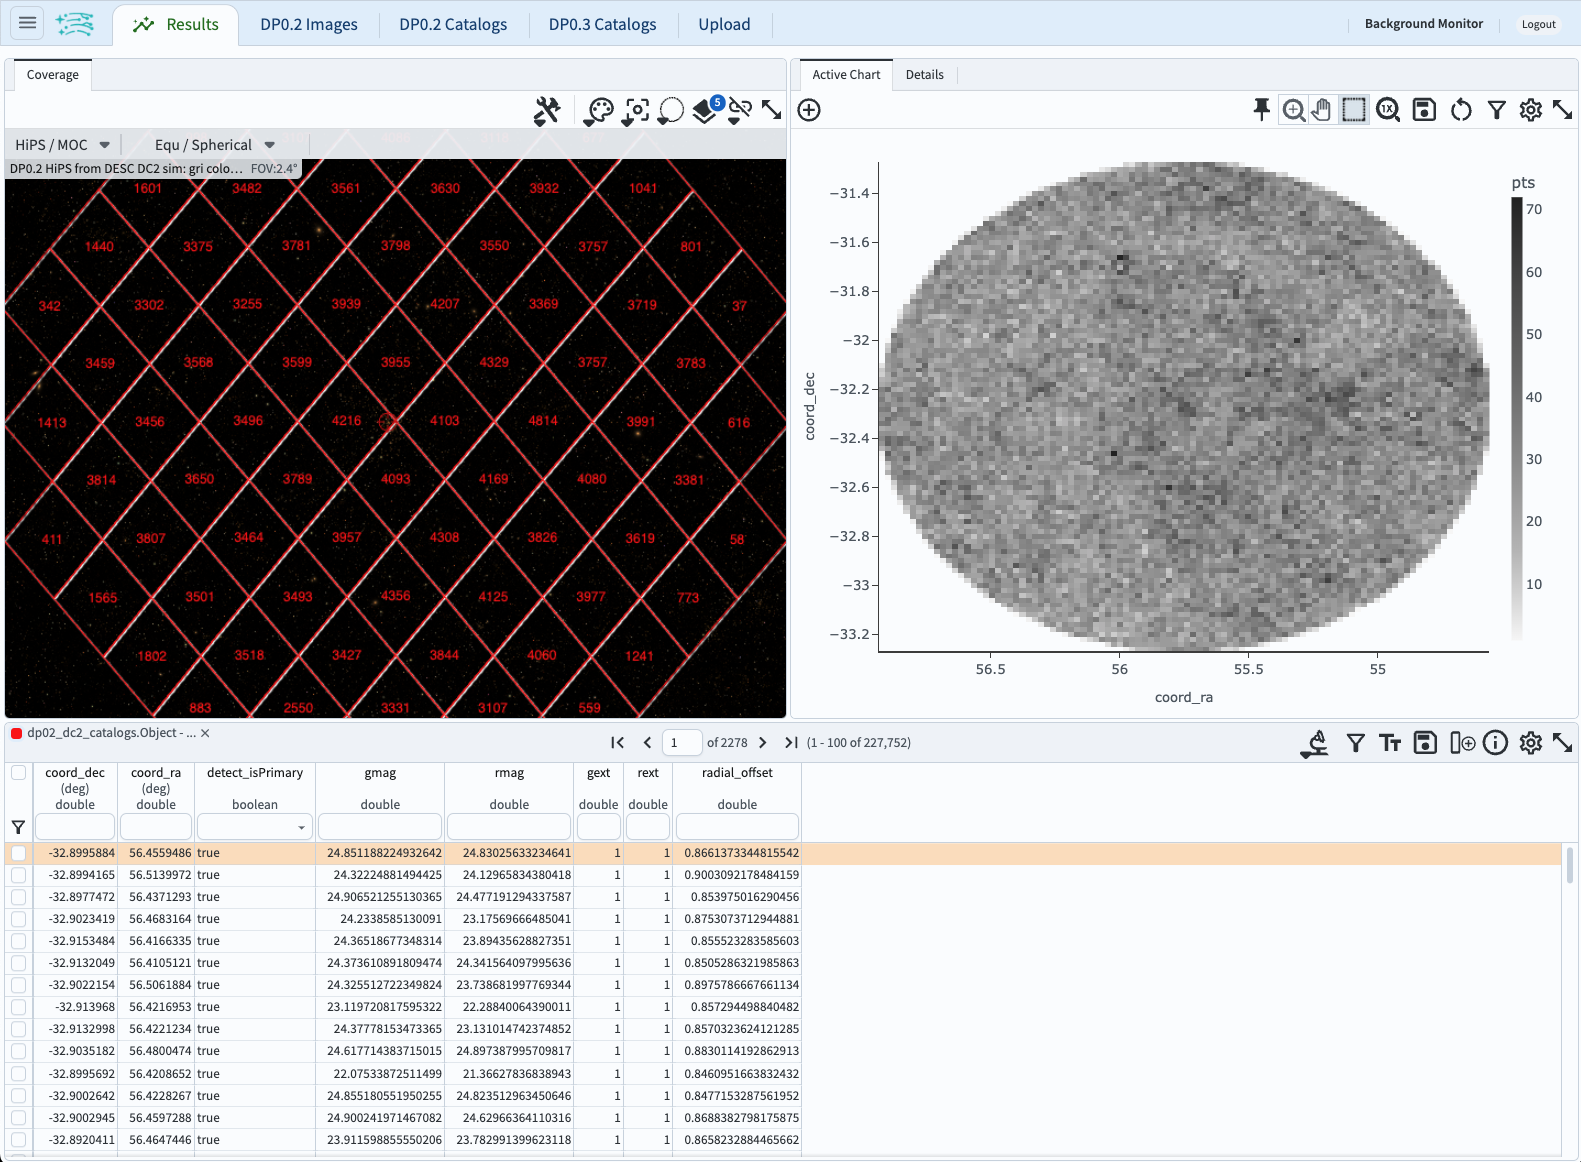 Results
DP0.2 Images
DP0.2 Catalogs
DP0.3 Catalogs
Upload
Background Monitor
Logout
Coverage
5
HiPS / MOC
Equ / Spherical
DP0.2 HiPS from DESC DC2 sim: gri colo... FOV:2.4°
1601 3482 3561 3630 3932 1041
1440 3375 3781 3798 3550 3757 801
342 3302 3255 3939 4207 3369 3719 37
3459 3568 3599 3955 4329 3757 3783
1413 3456 3496 4216 4103 4814 3991 616
3814 3650 3789 4093 4169 4080 3381
411 3807 3464 3957 4308 3826 3619 58
1565 3501 3493 4356 4125 3977 773
1802 3518 3427 3844 4060 1241
883 2550 3331 3107 559
Active Chart
Details
1X
−31.4
−31.6
−31.8
−32
−32.2
−32.4
−32.6
−32.8
−33
−33.2
coord_dec
56.5 56 55.5 55
coord_ra
pts
70
60
50
40
30
20
10
dp02_dc2_catalogs.Object - ...
1 of 2278 (1 - 100 of 227,752)
coord_dec coord_ra detect_isPrimary gmag rmag gext rext radial_offset
(deg) (deg)
double double boolean double double double double double
-32.8995884 56.4559486 true 24.851188224932642 24.83025633234641 1 1 0.8661373344815542
-32.8994165 56.5139972 true 24.32224881494425 24.12965834380418 1 1 0.9003092178484159
-32.8977472 56.4371293 true 24.906521255130365 24.477191294337587 1 1 0.853975016290456
-32.9023419 56.4683164 true 24.2338585130091 23.17569666485041 1 1 0.8753073712944881
-32.9153484 56.4166335 true 24.36518677348314 23.89435628827351 1 1 0.855523283585603
-32.9132049 56.4105121 true 24.373610891809474 24.341564097995636 1 1 0.8505286321985863
-32.9022154 56.5061884 true 24.325512722349824 23.738681997769344 1 1 0.8975786667661134
-32.913968 56.4216953 true 23.119720817595322 22.28840064390011 1 1 0.857294498840482
-32.9132998 56.4221234 true 24.37778153473365 23.131014742374852 1 1 0.8570323624121285
-32.9035182 56.4800474 true 24.617714383715015 24.897387995709817 1 1 0.8830114192862913
-32.8995692 56.4208652 true 22.07533872511499 21.36627836838943 1 1 0.8460951663832432
-32.9002642 56.4228267 true 24.855180551950255 24.823512963450646 1 1 0.8477153287561952
-32.9002945 56.4597288 true 24.900241971467082 24.62966364110316 1 1 0.8688382798175875
-32.8920411 56.4647446 true 23.911598855550206 23.782991399623118 1 1 0.8658232884465662